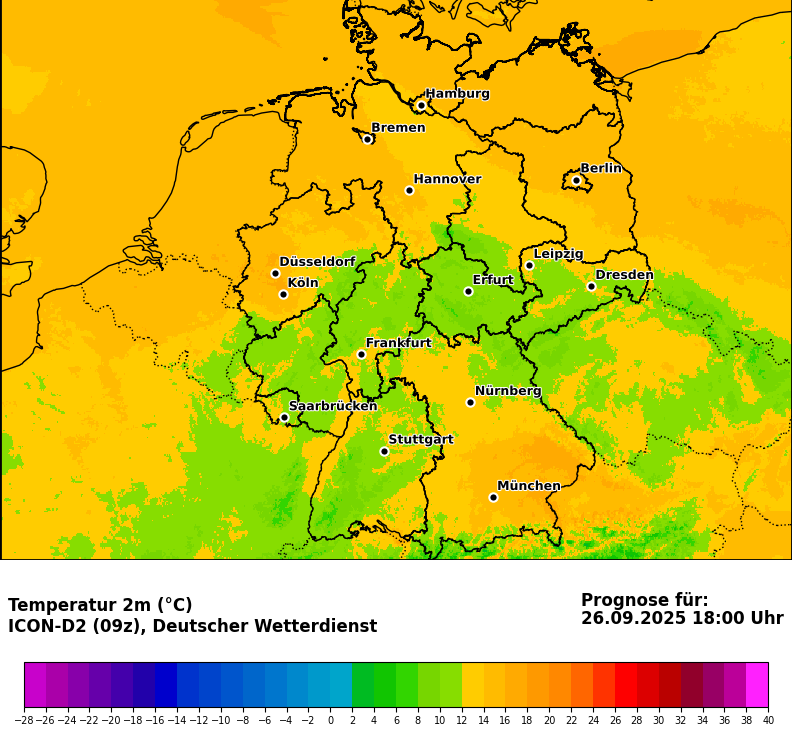 Hamburg
Bremen
Berlin
Hannover
Leipzig
Düsseldorf
Dresden
Köln
Erfurt
Frankfurt
Nürnberg
Saarbrücken
Stuttgart
München
Temperatur 2m (°C)
ICON-D2 (09z), Deutscher Wetterdienst
Prognose für:
26.09.2025 18:00 Uhr
−28 −26 −24 −22 −20 −18 −16 −14 −12 −10 −8 −6 −4 −2 0 2 4 6 8 10 12 14 16 18 20 22 24 26 28 30 32 34 36 38 40